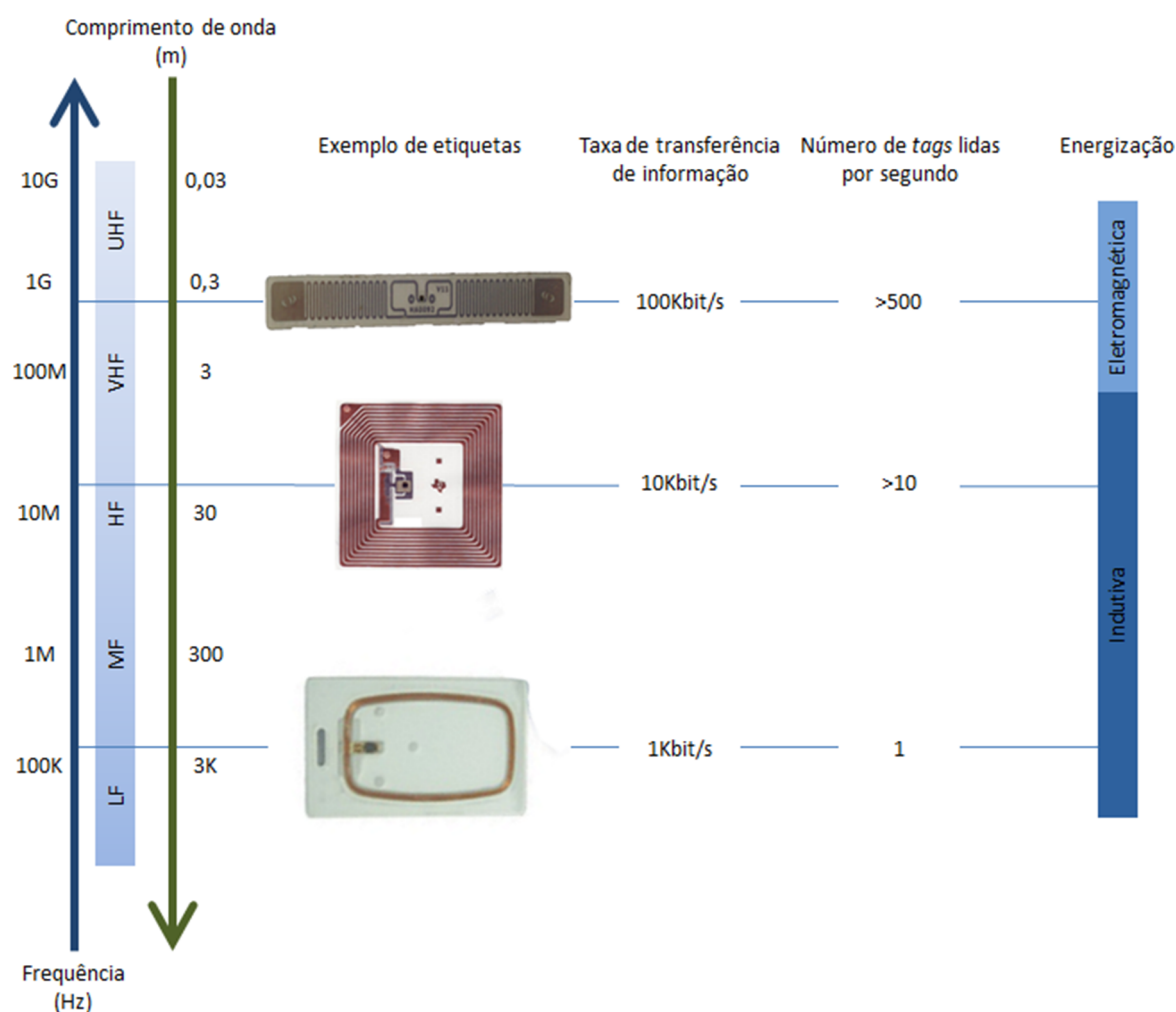 Comprimento de onda
(m)
Exemplo de etiquetas
Taxa de transferência
de informação
Número de tags lidas
por segundo
Energização
10G
0,03
UHF
1G
0,3
100Kbit/s
>500
Eletromagnética
100M
VHF
3
10Kbit/s
>10
10M
HF
30
Indutiva
1M
MF
300
1Kbit/s
1
100K
3K
LF
Frequência
(Hz)